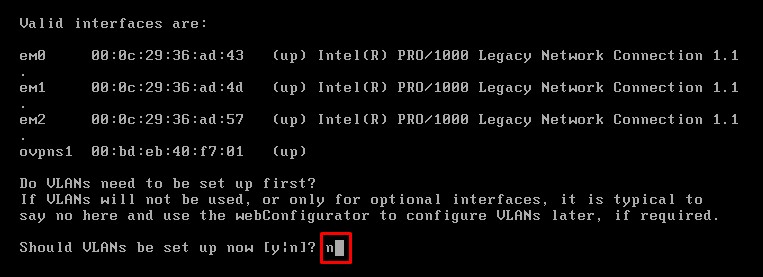 Valid interfaces are:
em0 00:0c:29:36:ad:43 (up) Intel(R) PRO/1000 Legacy Network Connection 1.1
.
em1 00:0c:29:36:ad:4d (up) Intel(R) PRO/1000 Legacy Network Connection 1.1
.
em2 00:0c:29:36:ad:57 (up) Intel(R) PRO/1000 Legacy Network Connection 1.1
.
ovpns1 00:bd:eb:40:f7:01 (up)
Do VLANs need to be set up first?
If VLANs will not be used, or only for optional interfaces, it is typical to
say no here and use the webConfigurator to configure VLANs later, if required.
Should VLANs be set up now [y|n]? n